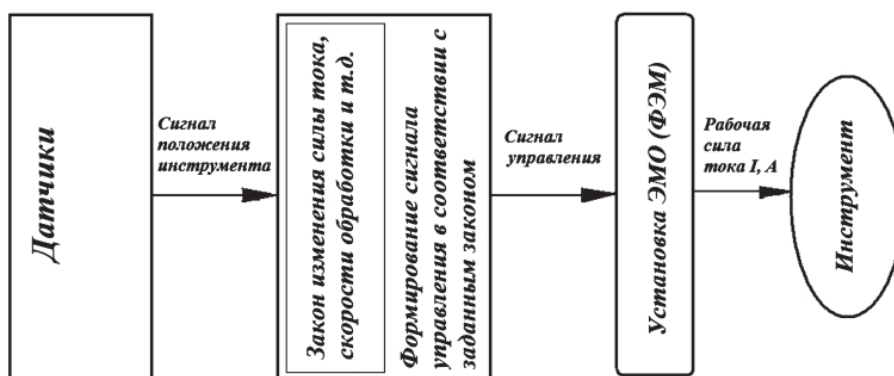 Датчики
Сигнал
положения
инструмента
Закон изменения силы тока,
скорости обработки и т.д.
Формирование сигнала
управления в соответствии с
заданным законом
Сигнал
управления
Установка ЭМО (ФЭМ)
Рабочая
сила
тока I, А
Инструмент